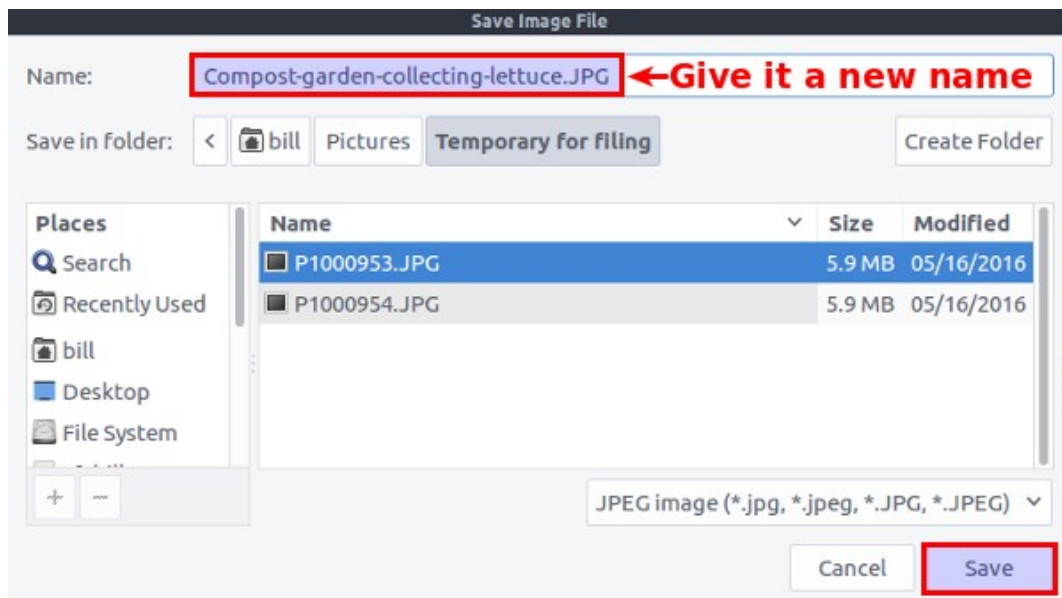 Save Image File
Name: Compost-garden-collecting-lettuce.JPG ←Give it a new name
Save in folder: < bill Pictures Temporary for filing Create Folder
Places
Search
Recently Used
bill
Desktop
File System
Name Size Modified
P1000953.JPG 5.9 MB 05/16/2016
P1000954.JPG 5.9 MB 05/16/2016
JPEG image (*.jpg, *.jpeg, *.JPG, *.JPEG)
Cancel Save